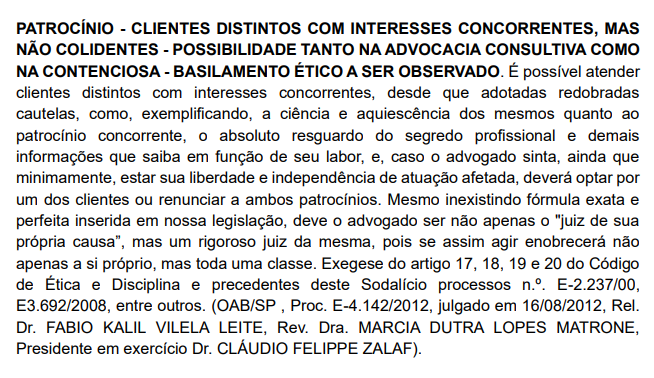 PATROCÍNIO - CLIENTES DISTINTOS COM INTERESSES CONCORRENTES, MAS
NÃO COLIDENTES - POSSIBILIDADE TANTO NA ADVOCACIA CONSULTIVA COMO
NA CONTENCIOSA - BASILAMENTO ÉTICO A SER OBSERVADO. É possível atender
clientes distintos com interesses concorrentes, desde que adotadas redobradas
cautelas, como, exemplificando, a ciência e aquiescência dos mesmos quanto ao
patrocínio concorrente, o absoluto resguardo do segredo profissional e demais
informações que saiba em função de seu labor, e, caso o advogado sinta, ainda que
minimamente, estar sua liberdade e independência de atuação afetada, deverá optar por
um dos clientes ou renunciar a ambos patrocínios. Mesmo inexistindo fórmula exata e
perfeita inserida em nossa legislação, deve o advogado ser não apenas o "juiz de sua
própria causa”, mas um rigoroso juiz da mesma, pois se assim agir enobrecerá não
apenas a si próprio, mas toda uma classe. Exegese do artigo 17, 18, 19 e 20 do Código
de Ética e Disciplina e precedentes deste Sodalício processos n.º. E-2.237/00,
E3.692/2008, entre outros. (OAB/SP , Proc. E-4.142/2012, julgado em 16/08/2012, Rel.
Dr. FABIO KALIL VILELA LEITE, Rev. Dra. MARCIA DUTRA LOPES MATRONE,
Presidente em exercício Dr. CLÁUDIO FELIPPE ZALAF).